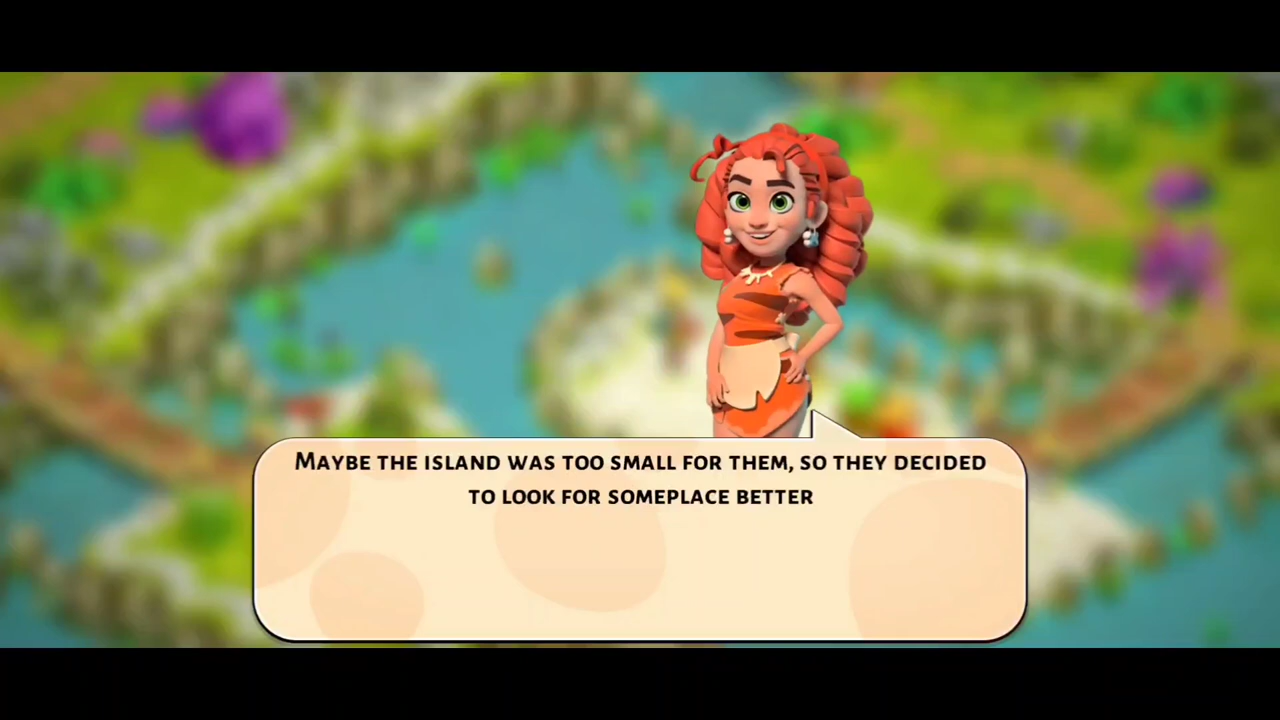 Maybe the island was too small for them, so they decided
to look for someplace better